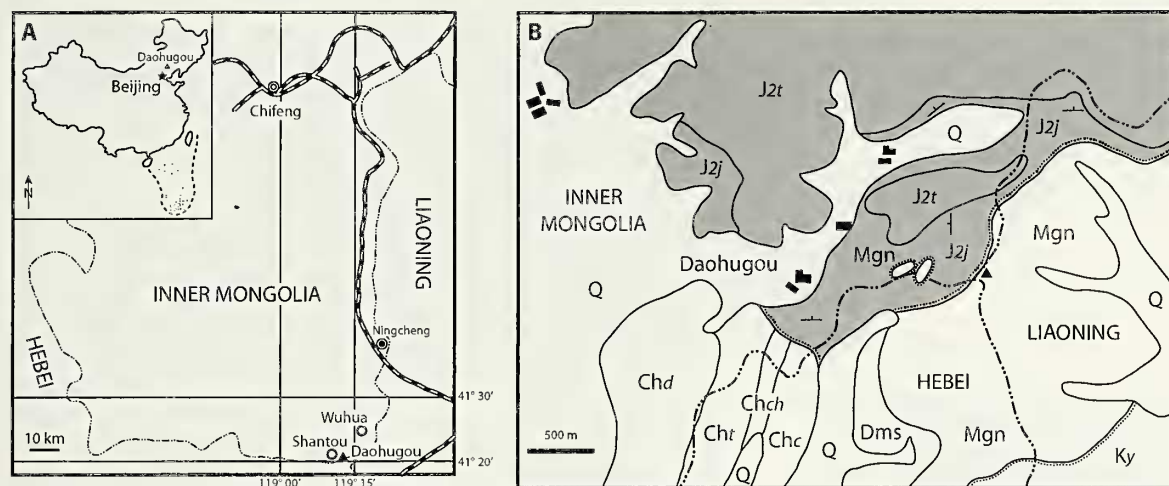 A
Daohugou
Beijing
N
Chifeng
LIAONING
INNER MONGOLIA
HEBEI
Ningcheng
41° 30'
Wuhua
10 km
Shantou
Daohugou
41° 20'
119° 00'
119° 15'
B
J2t
Q
J2j
J2j
INNER
MONGOLIA
J2t
Mgn
Daohugou
Mgn
J2j
Q
Q
LIAONING
Chd
HEBEI
Chch
Cht
Chc
Dms
500 m
Q
Q
Mgn
Ky